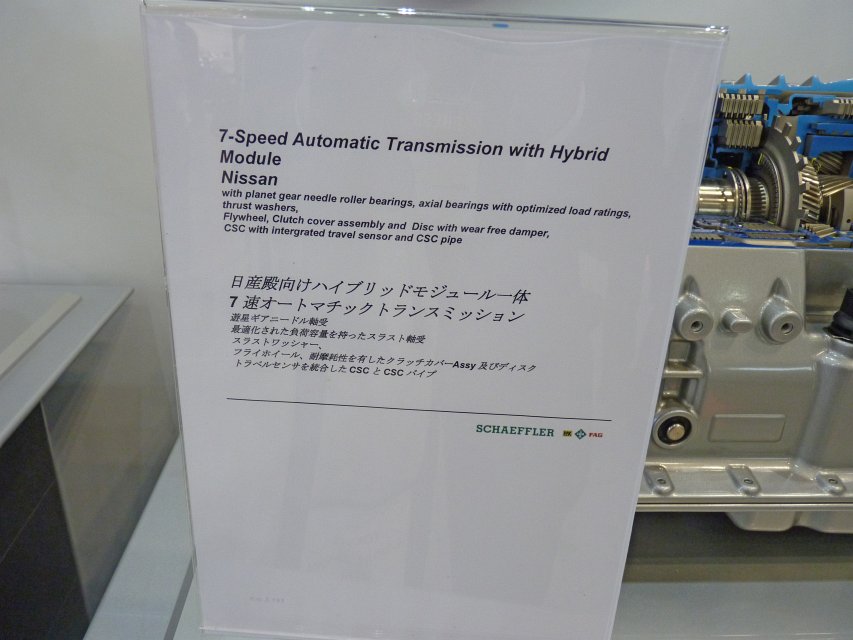 7-Speed Automatic Transmission with Hybrid
Module
Nissan
with planet gear needle roller bearings, axial bearings with optimized load ratings,
thrust washers,
Flywheel, Clutch cover assembly and Disc with wear free damper,
CSC with intergrated travel sensor and CSC pipe
日産殿向けハイブリッドモジュール一体
7 速オートマチックトランスミッション
遊星ギアニードル軸受
最適化された負荷容量を持ったスラスト軸受
スラストワッシャー、
フライホイール、耐摩耗性を有したクラッチカバーAssy 及びディスク
トラベルセンサを統合した CSC と CSC パイプ
SCHAEFFLER FAG